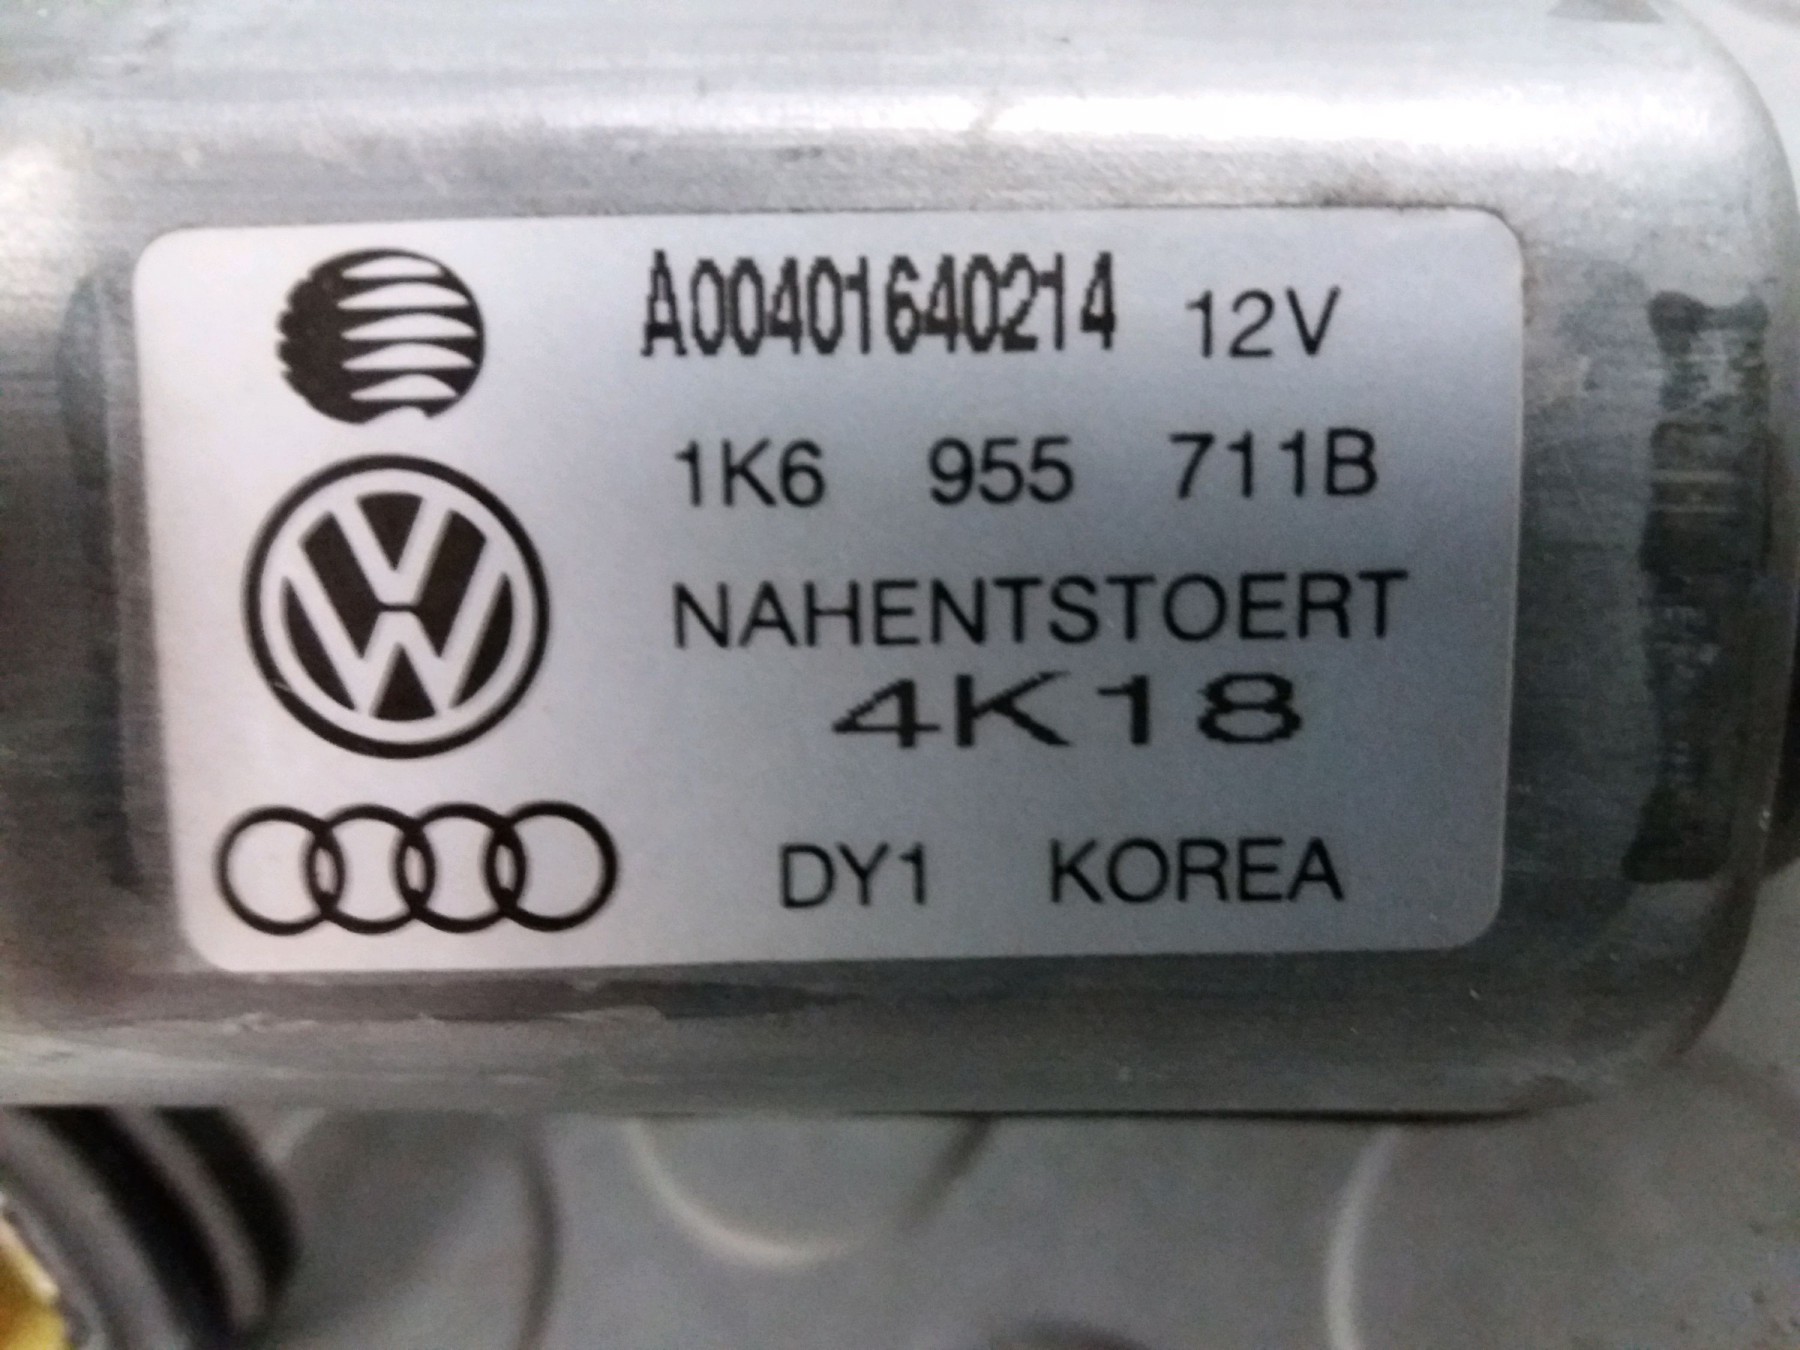 A00401640214 12V
1K6 955 711B
NAHENTSTOERT
4K18
DY1 KOREA